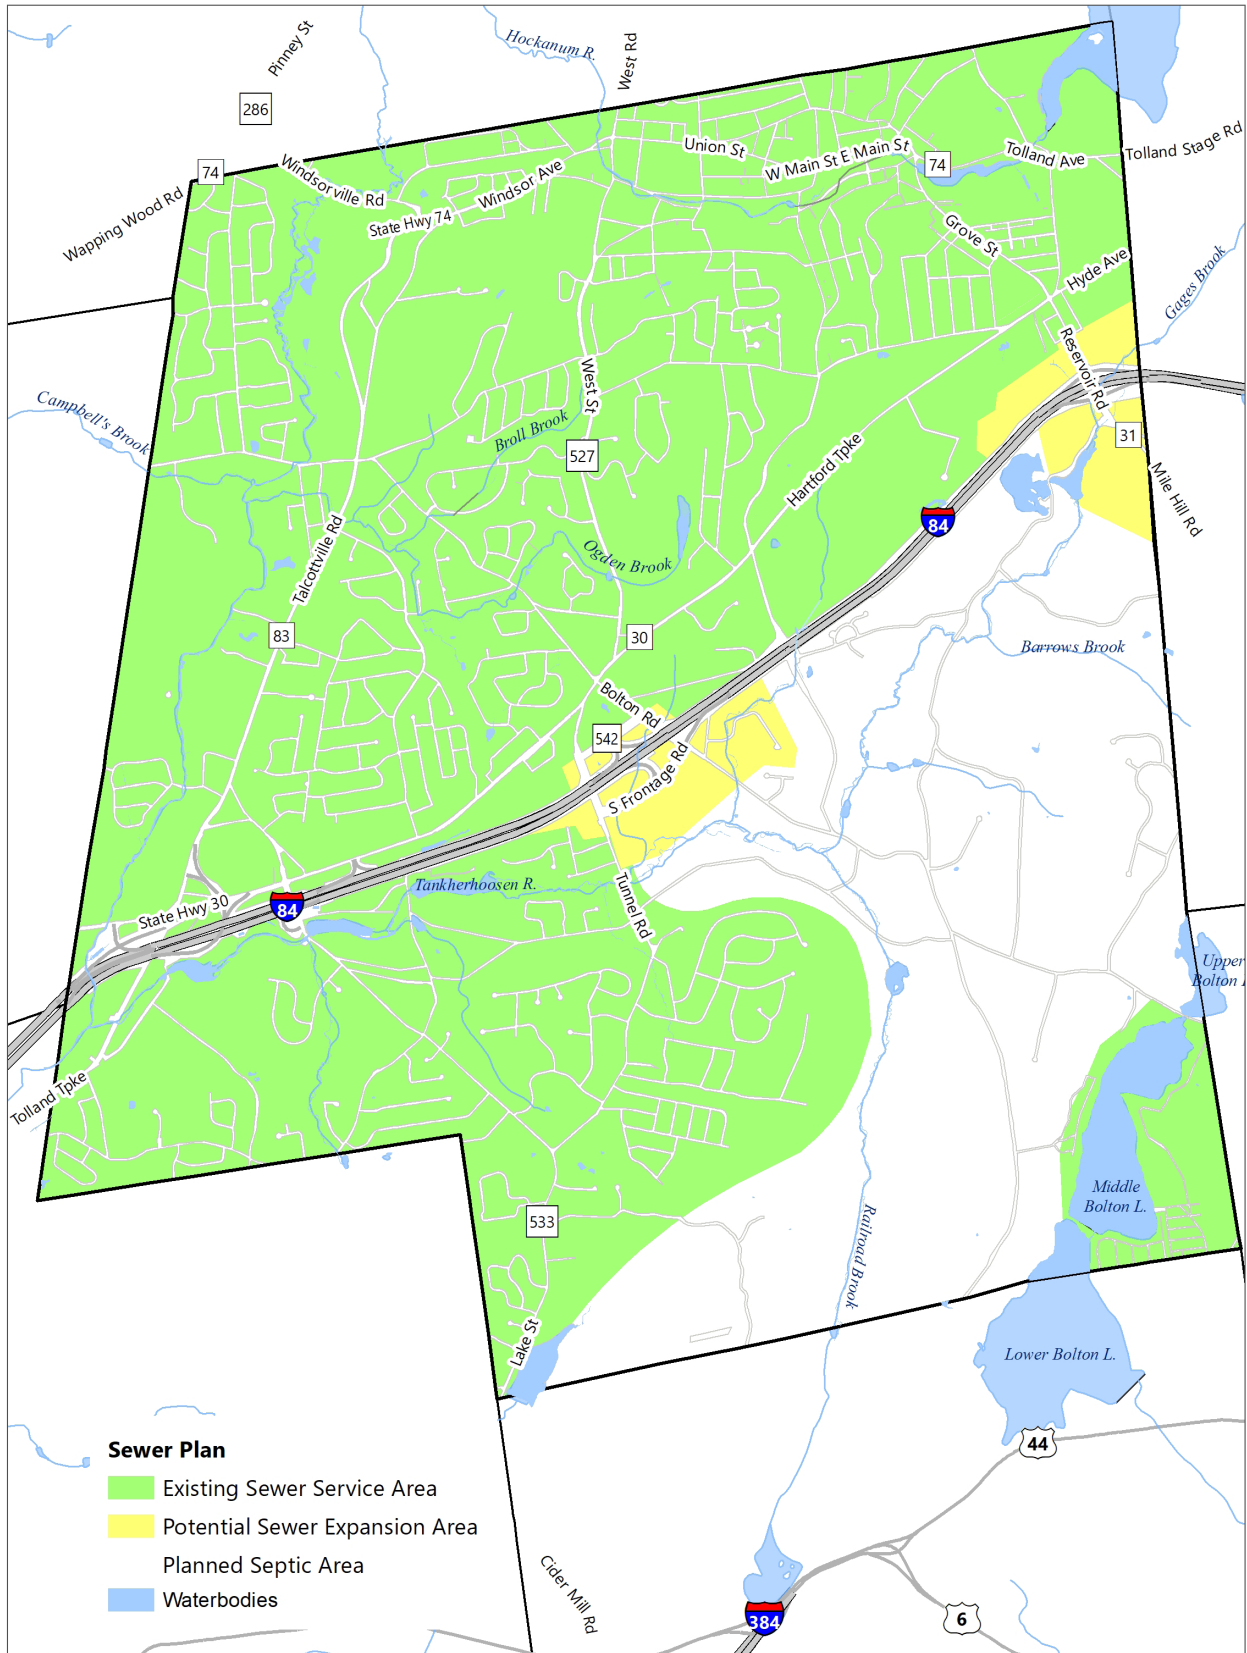 Pinney St
Hockanum R.
West Rd
286
74
Wapping Wood Rd
Windsorville Rd
State Hwy 74
Windsor Ave
Union St
W Main St
E Main St
74
Tolland Ave
Tolland Stage Rd
Grove St
Hyde Ave
Gages Brook
Reservoir Rd
31
Mile Hill Rd
Campbell's Brook
West St
Broll Brook
527
Hartford Tpke
84
Ogden Brook
Talcottville Rd
83
30
Barrows Brook
Bolton Rd
542
S Frontage Rd
Tankherhoosen R.
State Hwy 30
84
Tunnel Rd
Upper
Bolton
Tolland Tpke
Middle
Bolton L.
533
Railroad Brook
Lake St
Lower Bolton L.
44
Sewer Plan
Existing Sewer Service Area
Potential Sewer Expansion Area
Planned Septic Area
Waterbodies
Cider Mill Rd
384
6